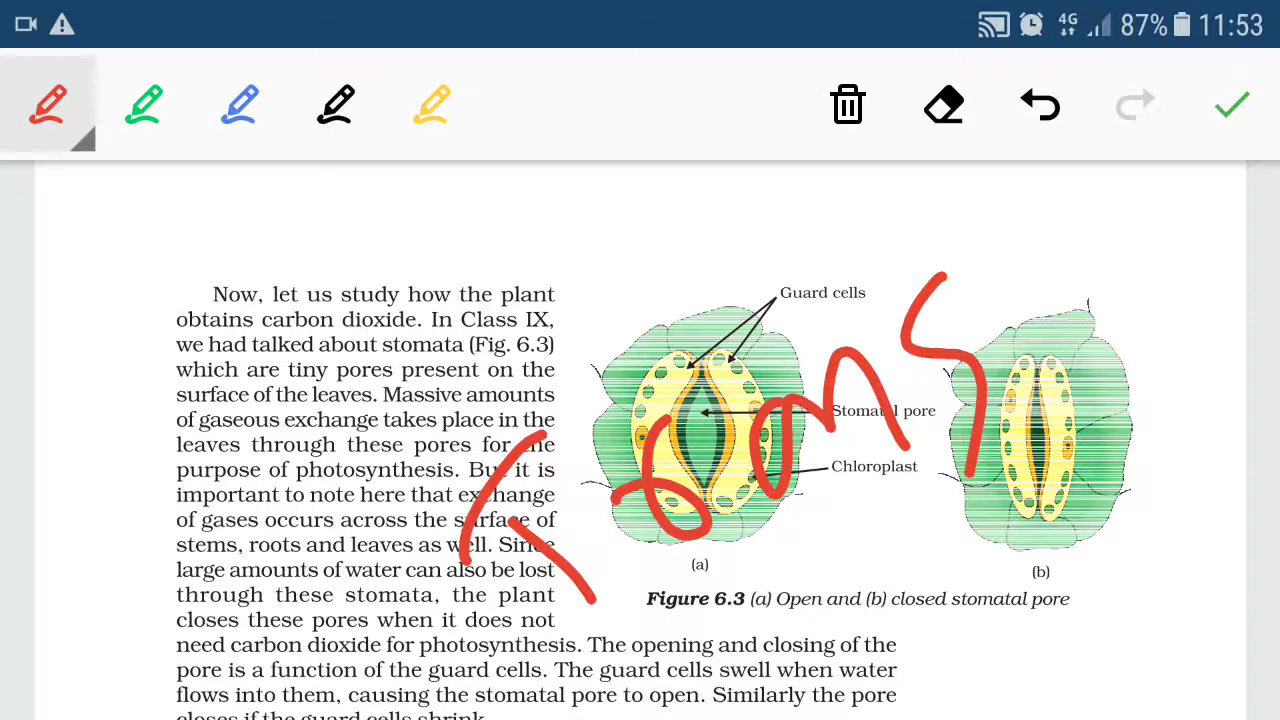 4G 87% 11:53
Now, let us study how the plant
obtains carbon dioxide. In Class IX,
we had talked about stomata (Fig. 6.3)
which are tiny pores present on the
surface of the leaves. Massive amounts
of gaseous exchange takes place in the
leaves through these pores for the
purpose of photosynthesis. But it is
important to note here that exchange
of gases occurs across the surface of
stems, roots and leaves as well. Since
large amounts of water can also be lost
through these stomata, the plant
closes these pores when it does not
need carbon dioxide for photosynthesis. The opening and closing of the
pore is a function of the guard cells. The guard cells swell when water
flows into them, causing the stomatal pore to open. Similarly the pore
closes if the guard cells shrink.
Guard cells
Stomatal pore
Chloroplast
(a)
(b)
Figure 6.3 (a) Open and (b) closed stomatal pore